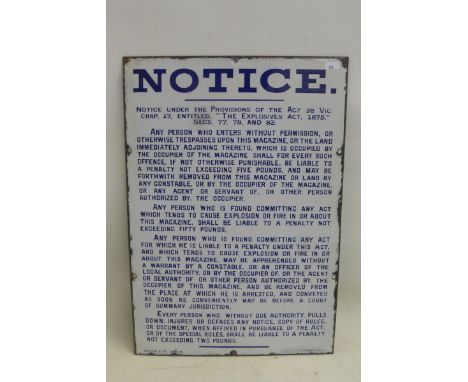 NOTICE.
NOTICE UNDER THE PROVISIONS OF THE ACT 38 VIC.
CHAP. 17, ENTITLED, "THE EXPLOSIVES ACT, 1875."
SECS. 77, 78, AND 82.
ANY PERSON WHO ENTERS WITHOUT PERMISSION, OR
OTHERWISE TRESPASSES UPON THIS MAGAZINE, OR THE LAND
IMMEDIATELY ADJOINING THERETO, WHICH IS OCCUPIED BY
THE OCCUPIER OF THE MAGAZINE SHALL FOR EVERY SUCH
OFFENCE, IF NOT OTHERWISE PUNISHABLE, BE LIABLE TO
A PENALTY NOT EXCEEDING FIVE POUNDS, AND MAY BE
FORTHWITH REMOVED FROM THIS MAGAZINE OR LAND BY
ANY CONSTABLE, OR BY THE OCCUPIER OF THE MAGAZINE,
OR ANY AGENT OR SERVANT OF, OR OTHER PERSON
AUTHORIZED BY, THE OCCUPIER.
ANY PERSON WHO IS FOUND COMMITTING ANY ACT
WHICH TENDS TO CAUSE EXPLOSION OR FIRE IN OR ABOUT
THIS MAGAZINE, SHALL BE LIABLE TO A PENALTY NOT
EXCEEDING FIFTY POUNDS.
ANY PERSON WHO IS FOUND COMMITTING ANY ACT
FOR WHICH HE IS LIABLE TO A PENALTY UNDER THIS ACT,
AND WHICH TENDS TO CAUSE EXPLOSION OR FIRE IN OR
ABOUT THIS MAGAZINE, MAY BE APPREHENDED WITHOUT
A WARRANT BY A CONSTABLE, OR AN OFFICER OF THE
LOCAL AUTHORITY, OR BY THE OCCUPIER OF, OR THE AGENT
OR SERVANT OF OR OTHER PERSON AUTHORIZED BY, THE
OCCUPIER OF THIS MAGAZINE, AND BE REMOVED FROM
THE PLACE AT WHICH HE IS ARRESTED, AND CONVEYED
AS SOON AS CONVENIENTLY MAY BE BEFORE A COURT
OF SUMMARY JURISDICTION.
EVERY PERSON WHO, WITHOUT DUE AUTHORITY, PULLS
DOWN, INJURES OR DEFACES ANY NOTICE, COPY OF RULES,
OR DOCUMENT, WHEN AFFIXED IN PURSUANCE OF THE ACT,
OR OF THE SPECIAL RULES, SHALL BE LIABLE TO A PENALTY
NOT EXCEEDING TWO POUNDS.